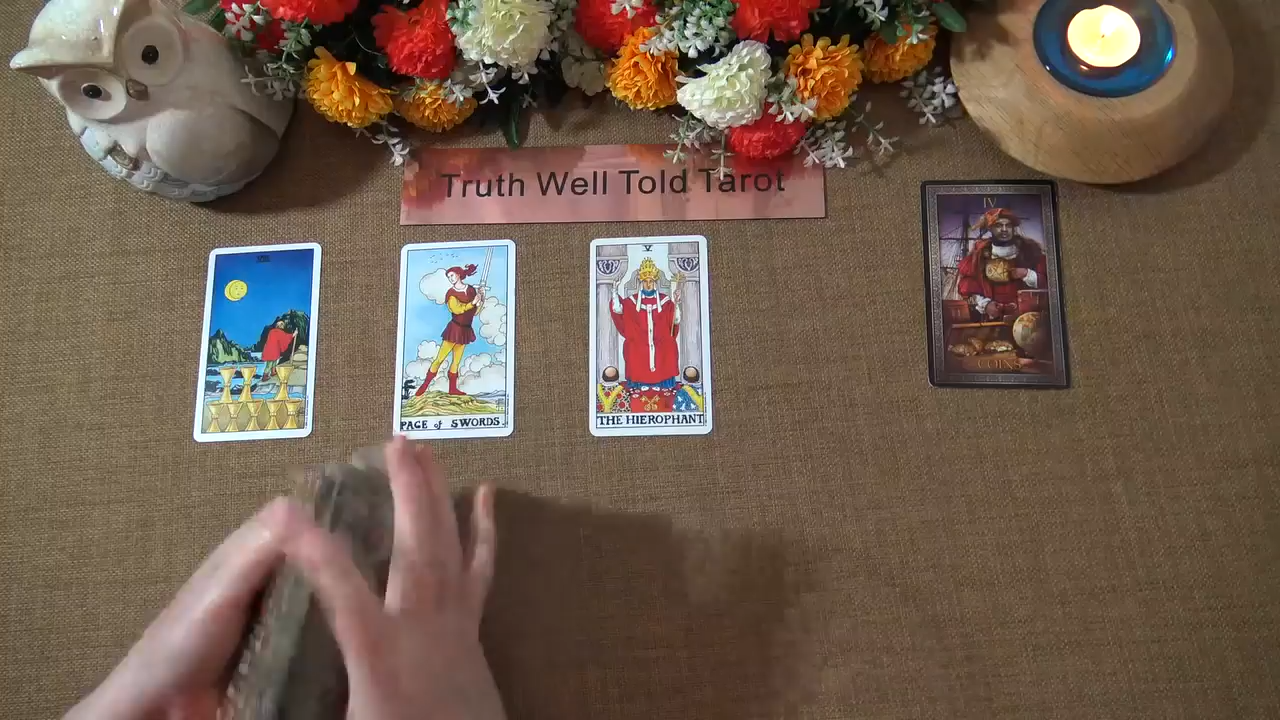 Truth Well Told Tarot
IV
V
PAGE of SWORDS.
THE HIEROPHANT
COINS